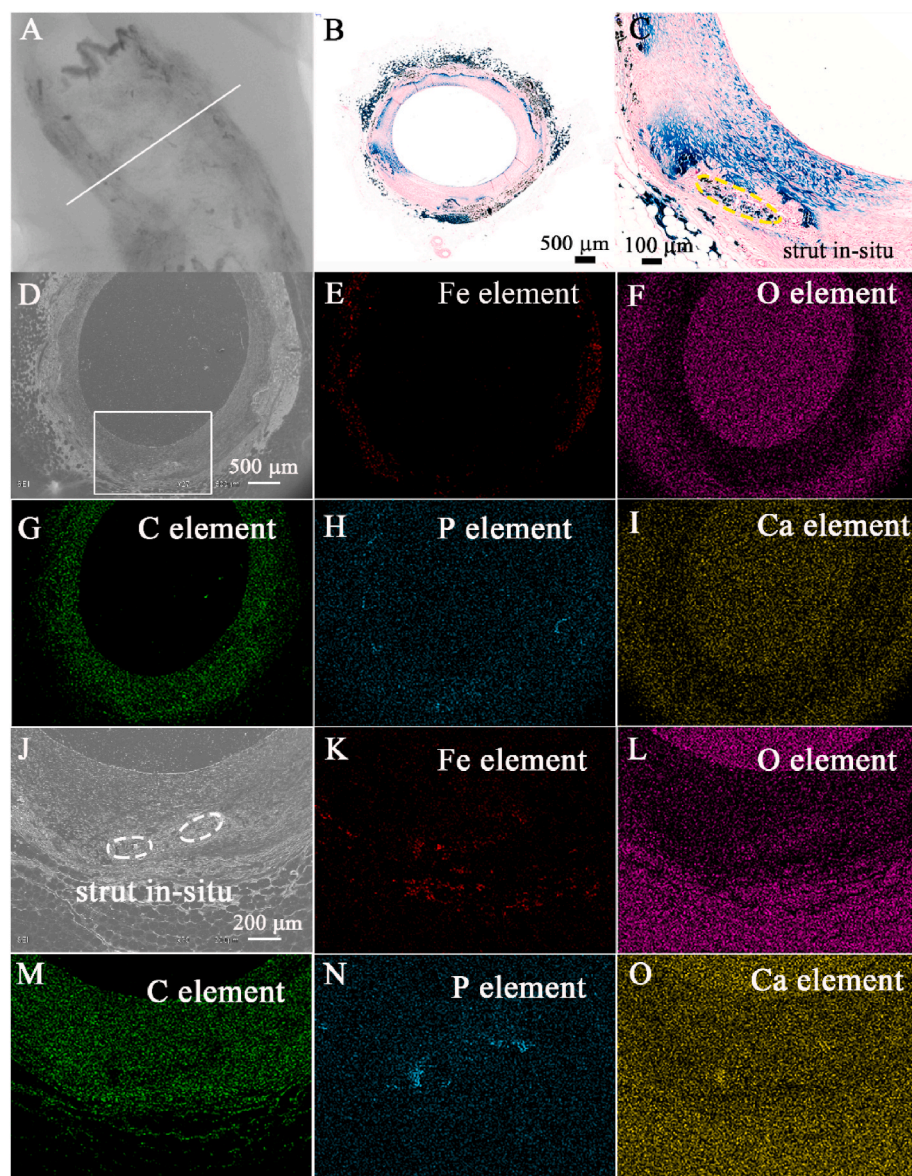 A
B
500 μm
C
100 μm
strut in-situ
D
500 μm
E
Fe element
F
O element
G
C element
H
P element
I
Ca element
J
strut in-situ
200 μm
K
Fe element
L
O element
M
C element
N
P element
O
Ca element